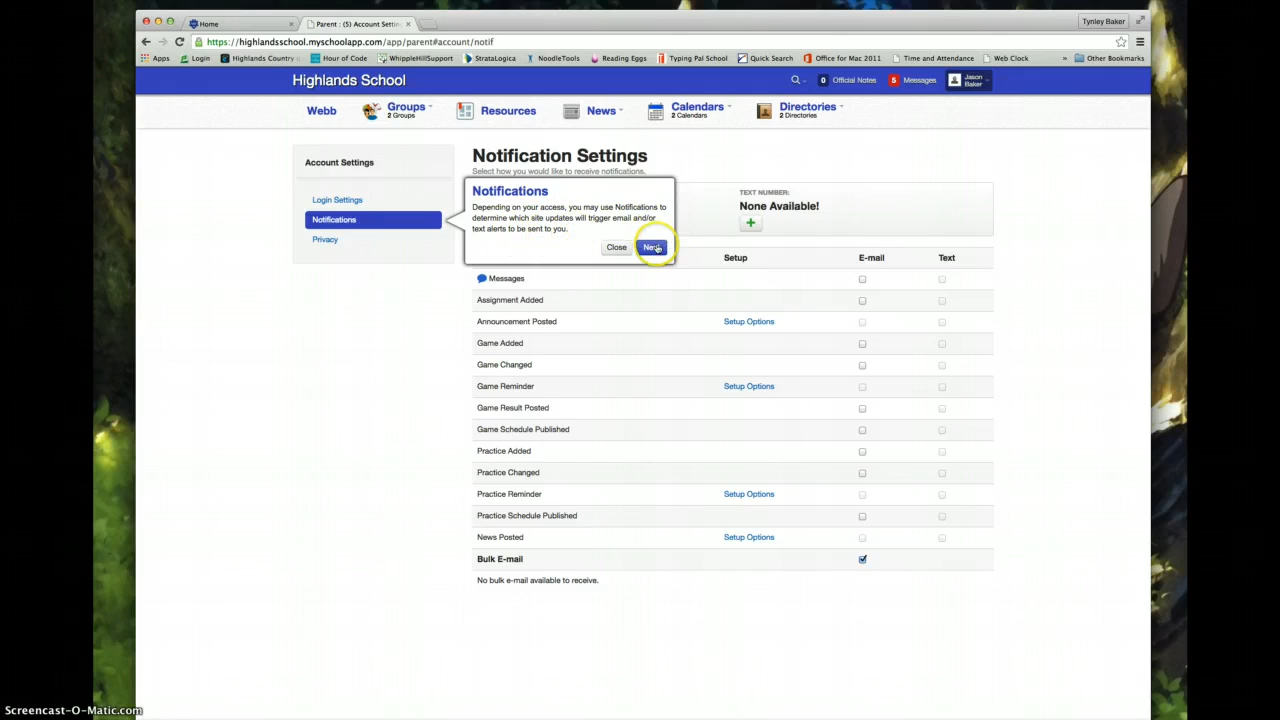 Home
Parent : (5) Account Settin
Tynley Baker
https://highlandsschool.myschoolapp.com/app/parent#account/notif
Apps Login Highlands Country Hour of Code WhippleHillSupport StrataLogica NoodleTools Reading Eggs Typing Pal School Quick Search Office for Mac 2011 Time and Attendance Web Clock » Other Bookmarks
Highlands School
0 Official Notes 5 Messages Jason Baker
Webb Groups 2 Groups Resources News Calendars 2 Calendars Directories 2 Directories
Account Settings
Login Settings
Notifications
Privacy
Notification Settings
Select how you would like to receive notifications.
Notifications
Depending on your access, you may use Notifications to
determine which site updates will trigger email and/or
text alerts to be sent to you.
Close Next
TEXT NUMBER:
None Available!
Setup E-mail Text
Messages
Assignment Added
Announcement Posted Setup Options
Game Added
Game Changed
Game Reminder Setup Options
Game Result Posted
Game Schedule Published
Practice Added
Practice Changed
Practice Reminder Setup Options
Practice Schedule Published
News Posted Setup Options
Bulk E-mail
No bulk e-mail available to receive.
Screencast-O-Matic.com